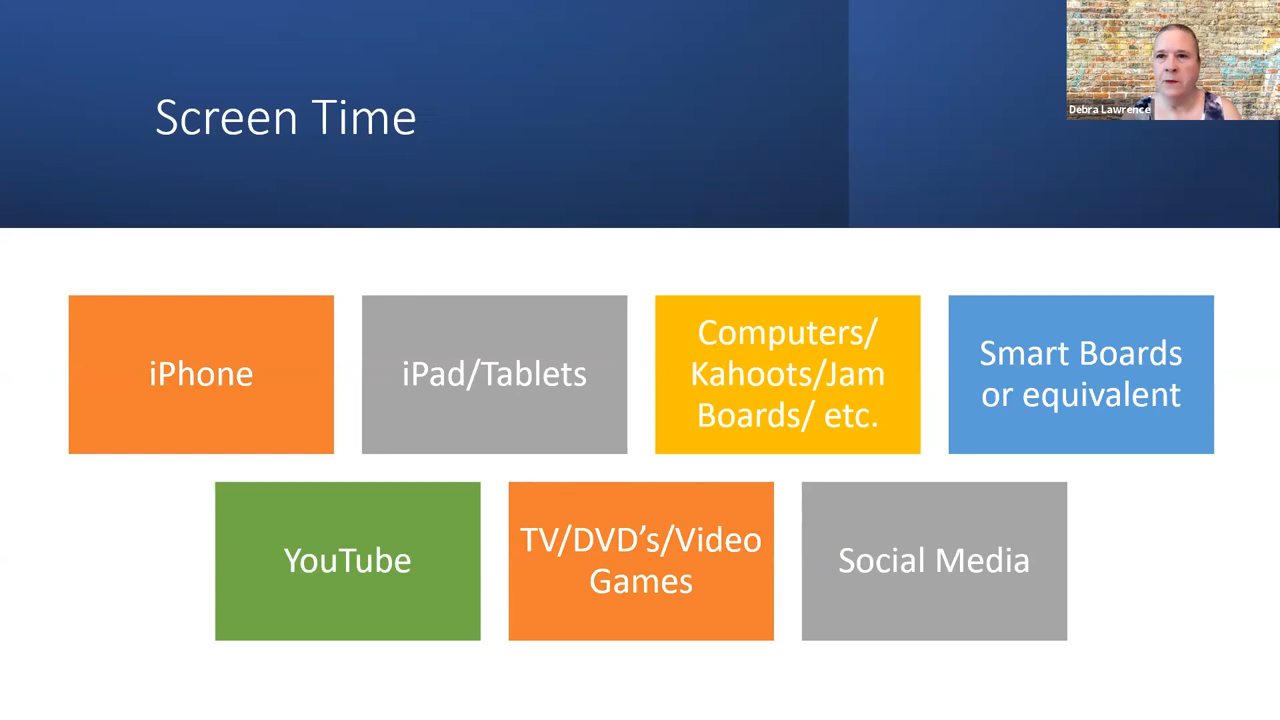 Screen Time
Debra Lawrence
iPhone
iPad/Tablets
Computers/
Kahoots/Jam
Boards/ etc.
Smart Boards
or equivalent
YouTube
TV/DVD’s/Video
Games
Social Media